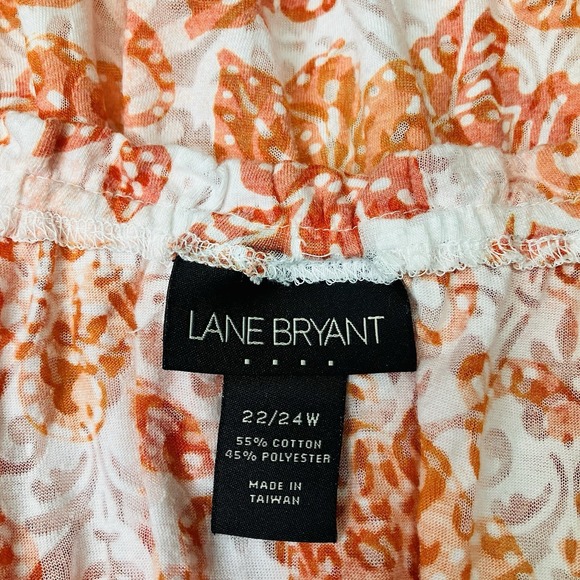 LANE BRYANT
22/24W
55% COTTON
45% POLYESTER
MADE IN
TAIWAN